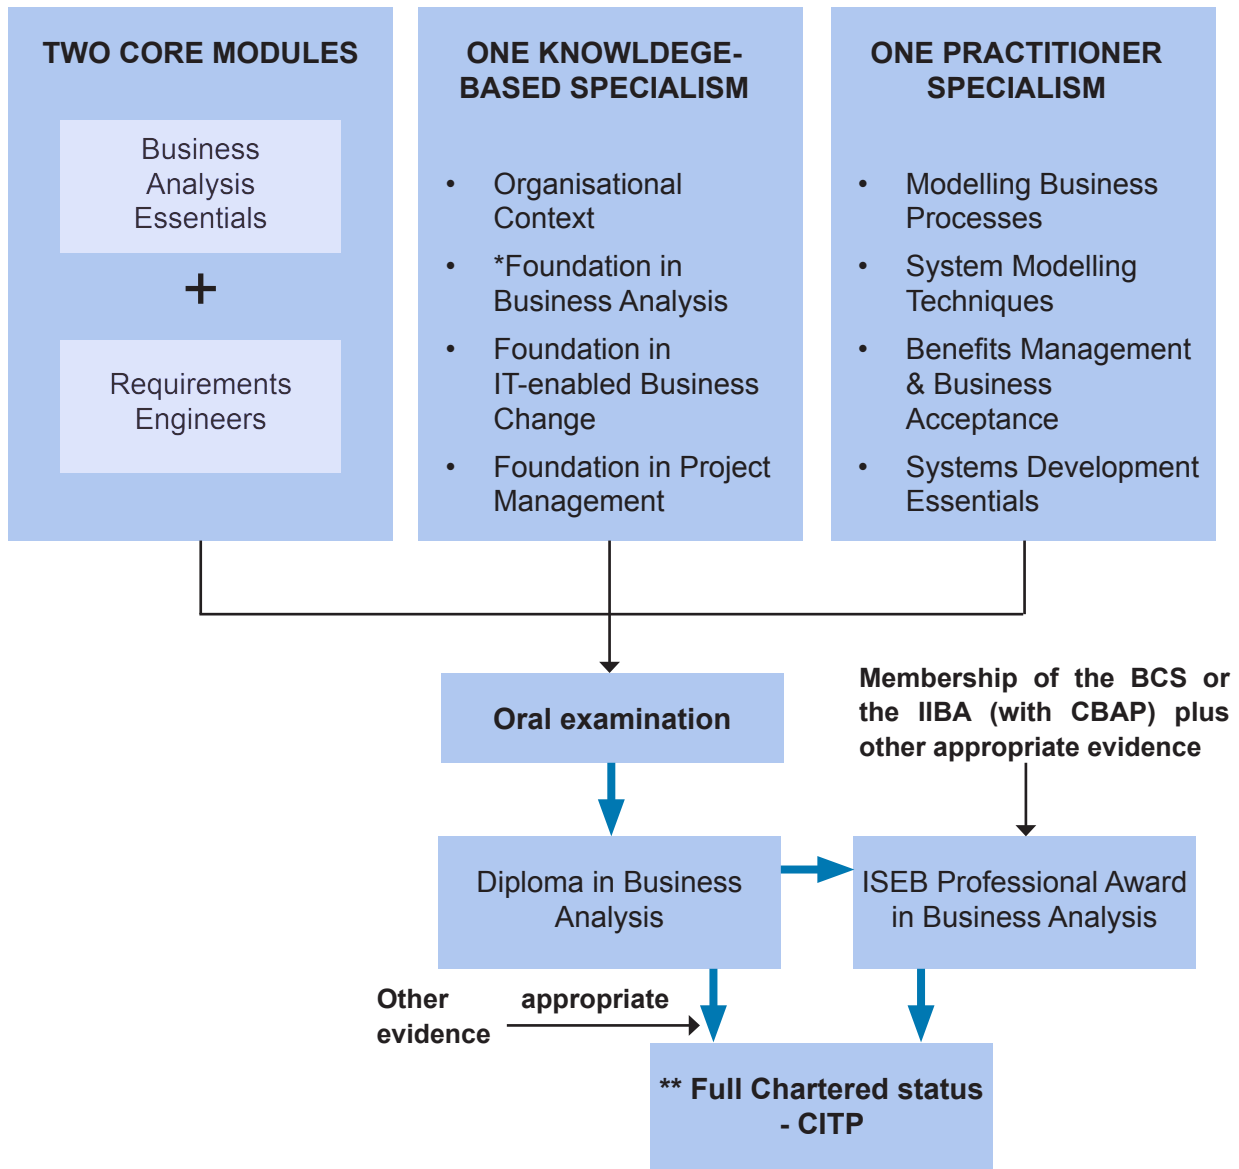 TWO CORE MODULES
Business
Analysis
Essentials
+
Requirements
Engineers
ONE KNOWLDEGE-
BASED SPECIALISM
• Organisational
Context
• *Foundation in
Business Analysis
• Foundation in
IT-enabled Business
Change
• Foundation in Project
Management
ONE PRACTITIONER
SPECIALISM
• Modelling Business
Processes
• System Modelling
Techniques
• Benefits Management
& Business
Acceptance
• Systems Development
Essentials
Oral examination
Membership of the BCS or
the IIBA (with CBAP) plus
other appropriate evidence
Diploma in Business
Analysis
ISEB Professional Award
in Business Analysis
Other appropriate
evidence
** Full Chartered status
- CITP